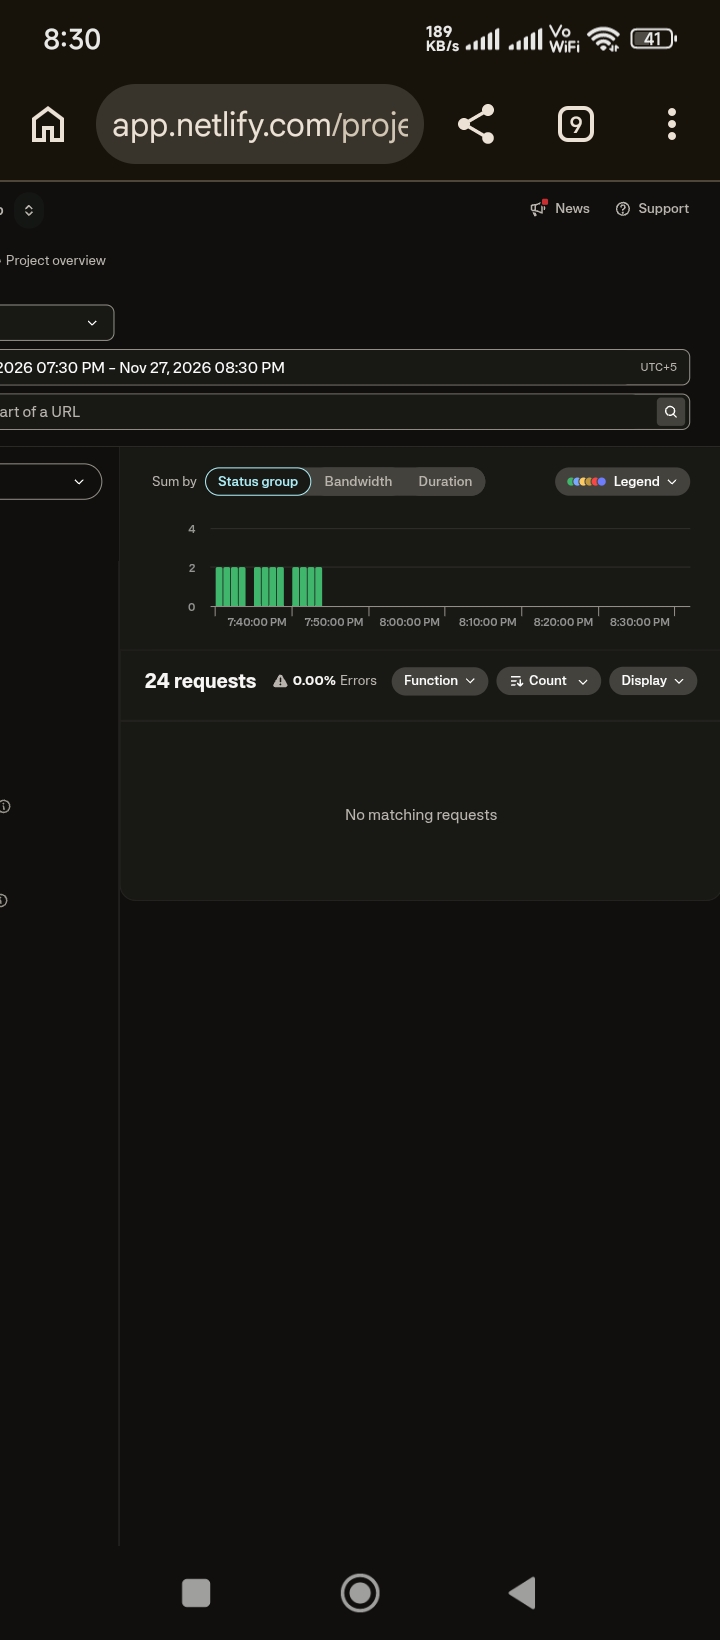 8:30
189 KB/s
Vo WiFi
41
app.netlify.com/proje
9
News
Support
Project overview
2026 07:30 PM – Nov 27, 2026 08:30 PM
UTC+5
art of a URL
Sum by
Status group
Bandwidth
Duration
Legend
4
2
0
7:40:00 PM
7:50:00 PM
8:00:00 PM
8:10:00 PM
8:20:00 PM
8:30:00 PM
24 requests
0.00% Errors
Function
Count
Display
No matching requests